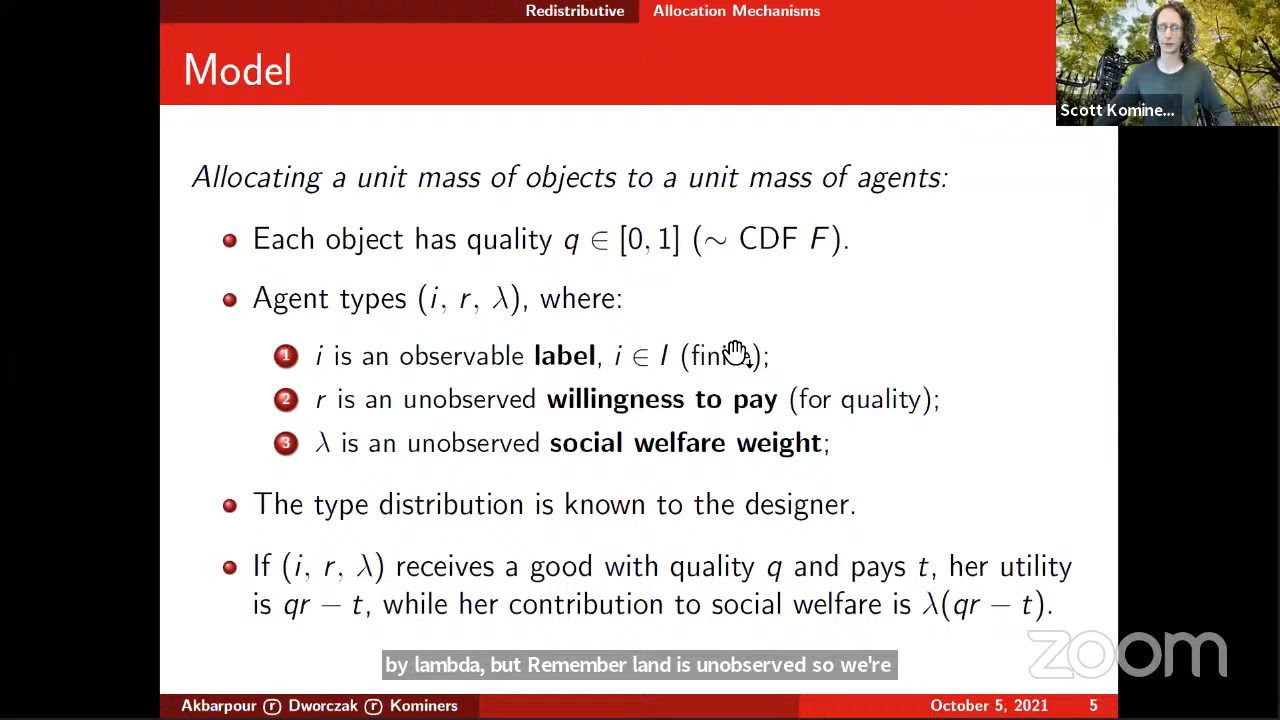 Redistributive Allocation Mechanisms
Model
Scott Komine...
Allocating a unit mass of objects to a unit mass of agents:
Each object has quality q ∈ [0, 1] (∼ CDF F).
Agent types (i, r, λ), where:
1 i is an observable label, i ∈ I (finite);
2 r is an unobserved willingness to pay (for quality);
3 λ is an unobserved social welfare weight;
The type distribution is known to the designer.
If (i, r, λ) receives a good with quality q and pays t, her utility
is qr − t, while her contribution to social welfare is λ(qr − t).
by lambda, but Remember land is unobserved so we're
zoom
Akbarpour ⓡ Dworczak ⓡ Kominers October 5, 2021 5